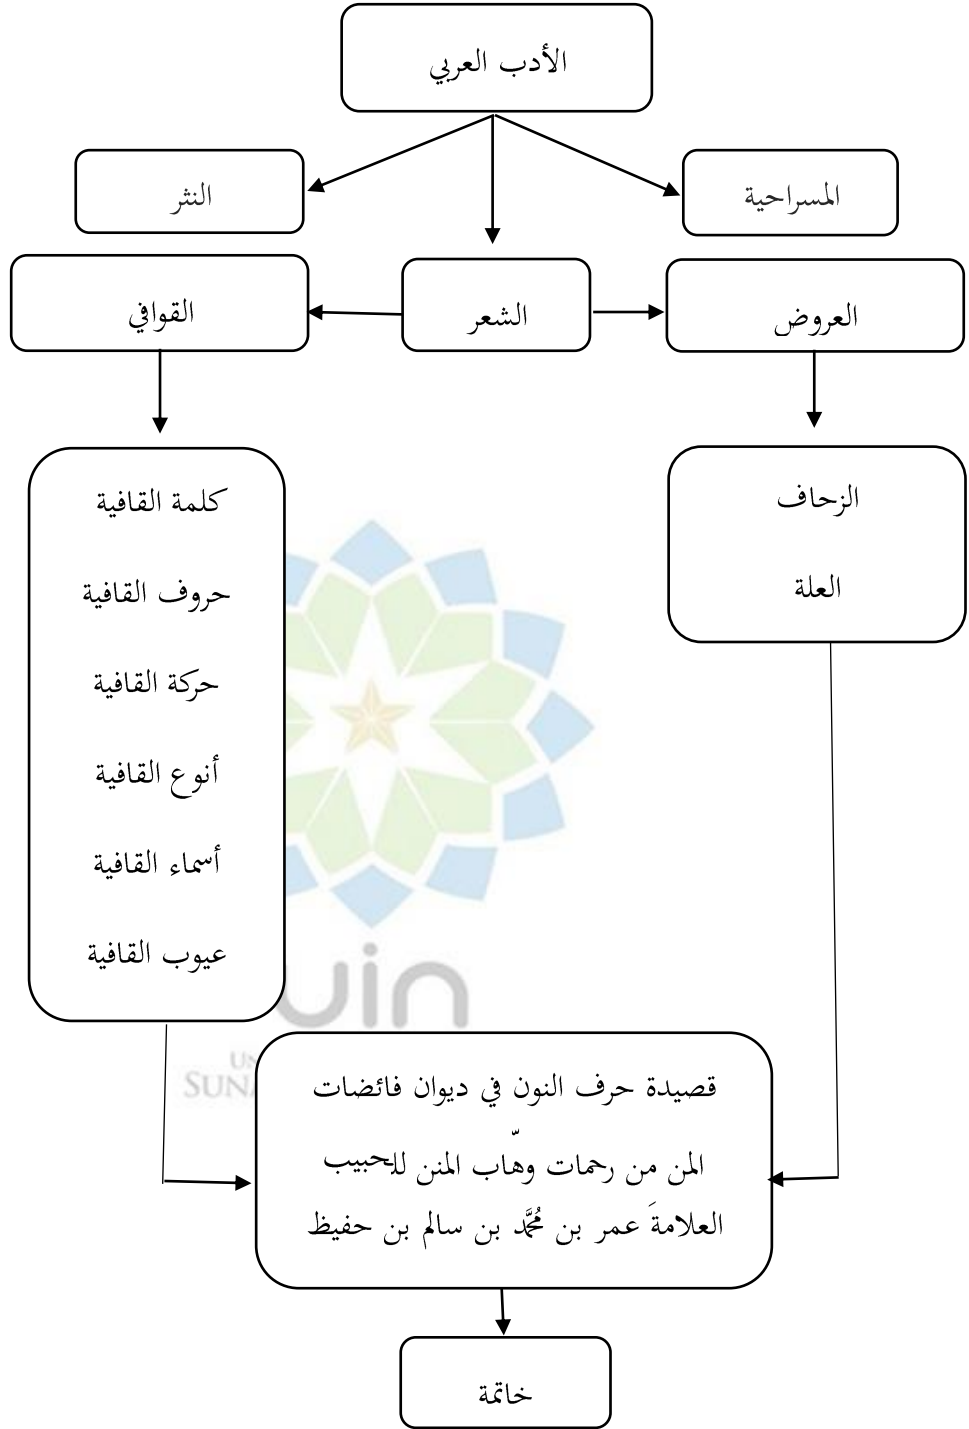 الأدب العربي
المسراحية
النثر
العروض
الشعر
القوافي
الزحاف
العلة
كلمة القافية
حروف القافية
حركة القافية
أنوع القافية
أسماء القافية
عيوب القافية
uin
SUNA
قصيدة حرف النون في ديوان فائضات
المن من رحمات وهّاب المنن للحبيب
العلامةَ عمر بن مُحَمَّد بن سالم بن حفيظ
خاتمة